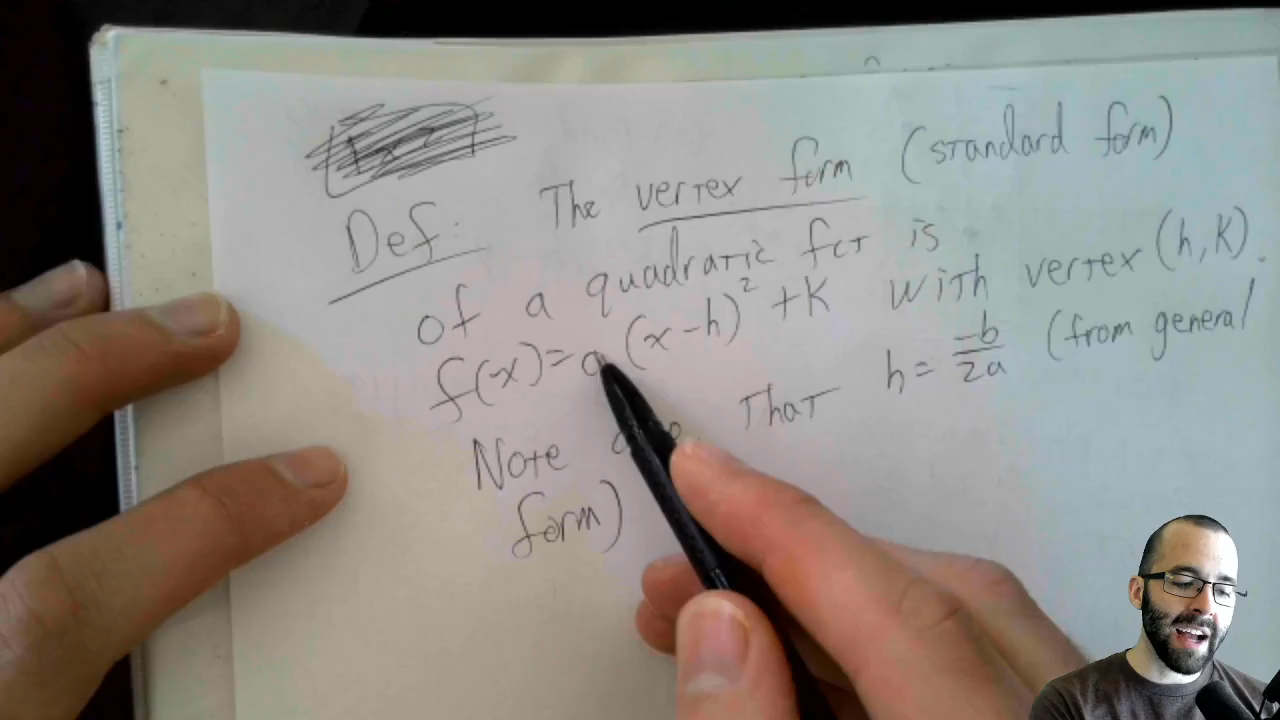 Def: The vertex form (standard form)
of a quadratic fct is
f(x)=a(x-h)²+K with vertex (h,K).
Note that h=-b/2a (from general
form)